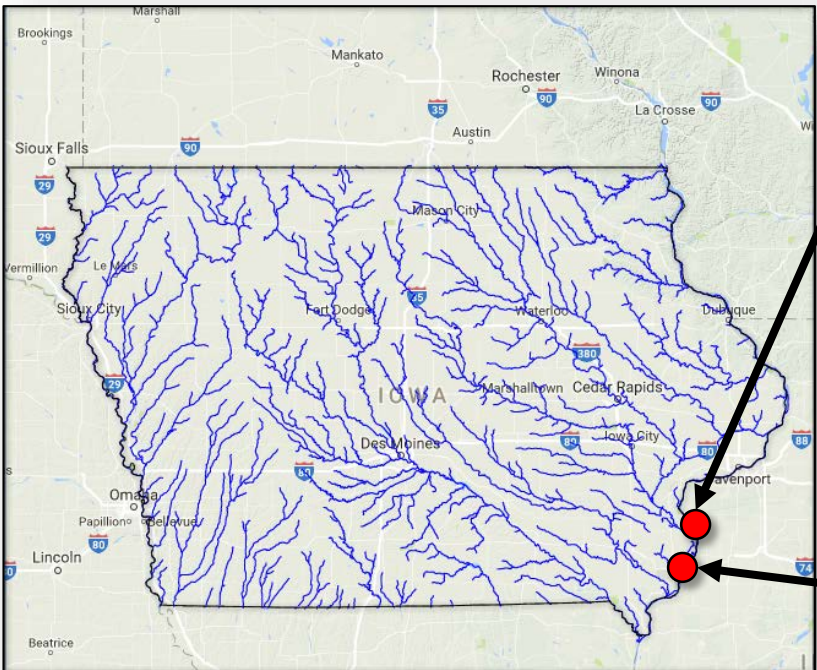 Marshall
Brookings
Mankato
Rochester
Winona
90
90
La Crosse
35
Austin
90
Sioux Falls
29
Mason City
29
Vermillion
Le Mars
35
Sioux City
Fort Dodge
Waterloo
Dubuque
380
29
IOWA
Marshalltown
Cedar Rapids
Des Moines
80
Iowa City
80
88
Davenport
Omaha
Papillion
Bellevue
80
Lincoln
74
Beatrice